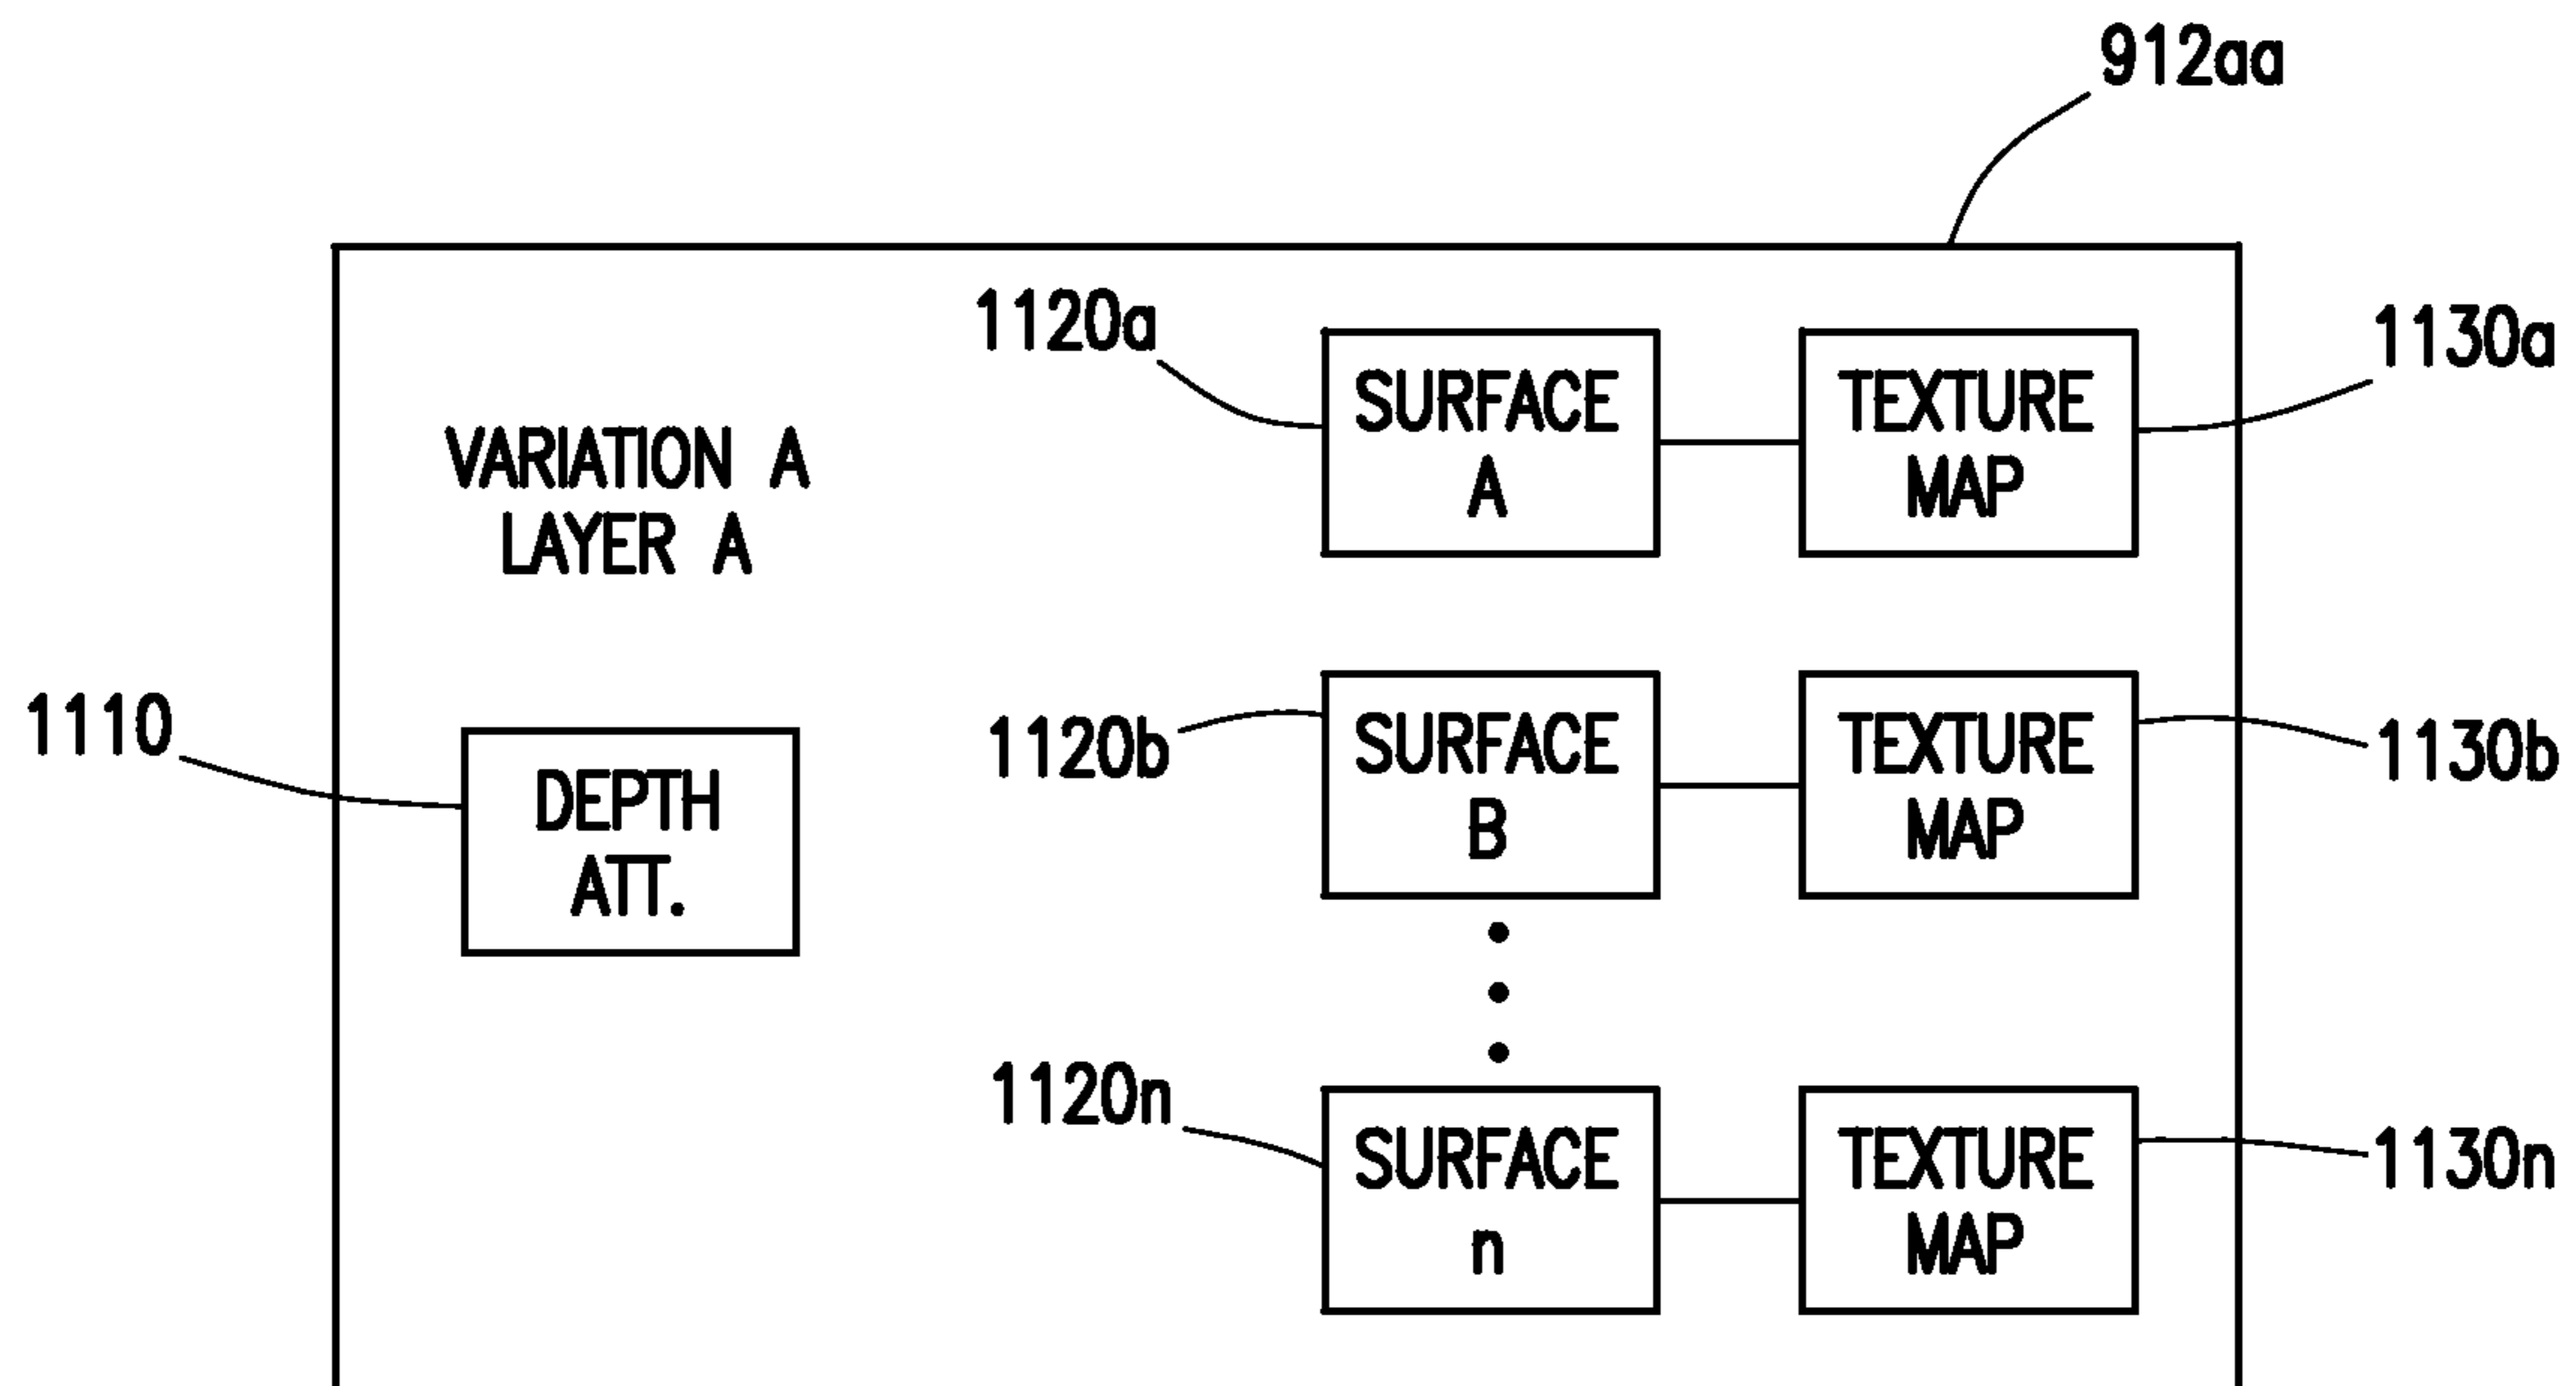 912aa
1120a
SURFACE
A
TEXTURE
MAP
1130a
VARIATION A
LAYER A
1110
DEPTH
ATT.
1120b
SURFACE
B
TEXTURE
MAP
1130b
1120n
SURFACE
n
TEXTURE
MAP
1130n